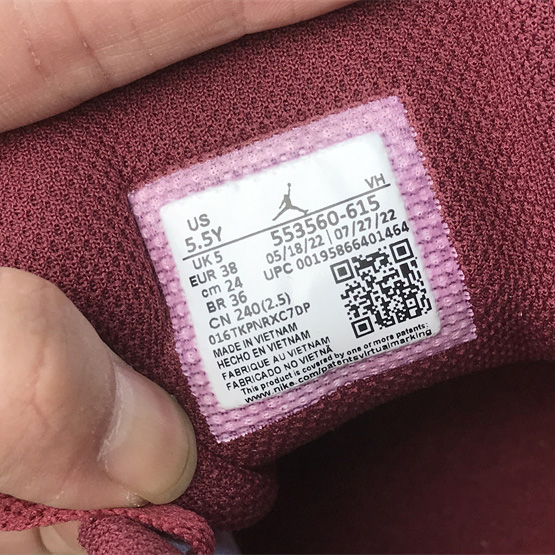 US VH
5.5Y 553560-615
UK 5 05/18/22 | 07/27/22
EUR 38 UPC 00195866401464
cm 24
BR 36
CN 240(2.5)
016TKPNRXC7DP
MADE IN VIETNAM
HECHO EN VIETNAM
FABRIQUE AU VIETNAM
FABRICADO NO VIETNÃ
This product is covered by one or more patents:
www.nike.com/patentsvirtualmarking